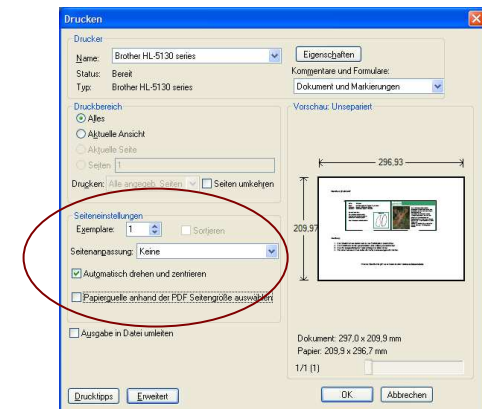 Drucken
Drucker
Name: Brother HL-5130 series
Eigenschaften
Status: Bereit
Kommentare und Formulare:
Typ: Brother HL-5130 series
Dokument und Markierungen
Druckbereich
Alles
Aktuelle Ansicht
Aktuelle Seite
Seiten 1
Drucken: Alle angegeb. Seiten
Seiten umkehren
Seiteneinstellungen
Exemplare: 1
Sortieren
Seitenanpassung: Keine
Automatisch drehen und zentrieren
Papierquelle anhand der PDF Seitengröße auswählen
Ausgabe in Datei umleiten
Vorschau: Unsepariert
296,93
209,97
Dokument: 297,0 x 209,9 mm
Papier: 209,9 x 296,7 mm
1/1 (1)
Drucktipps
Erweitert
OK
Abbrechen